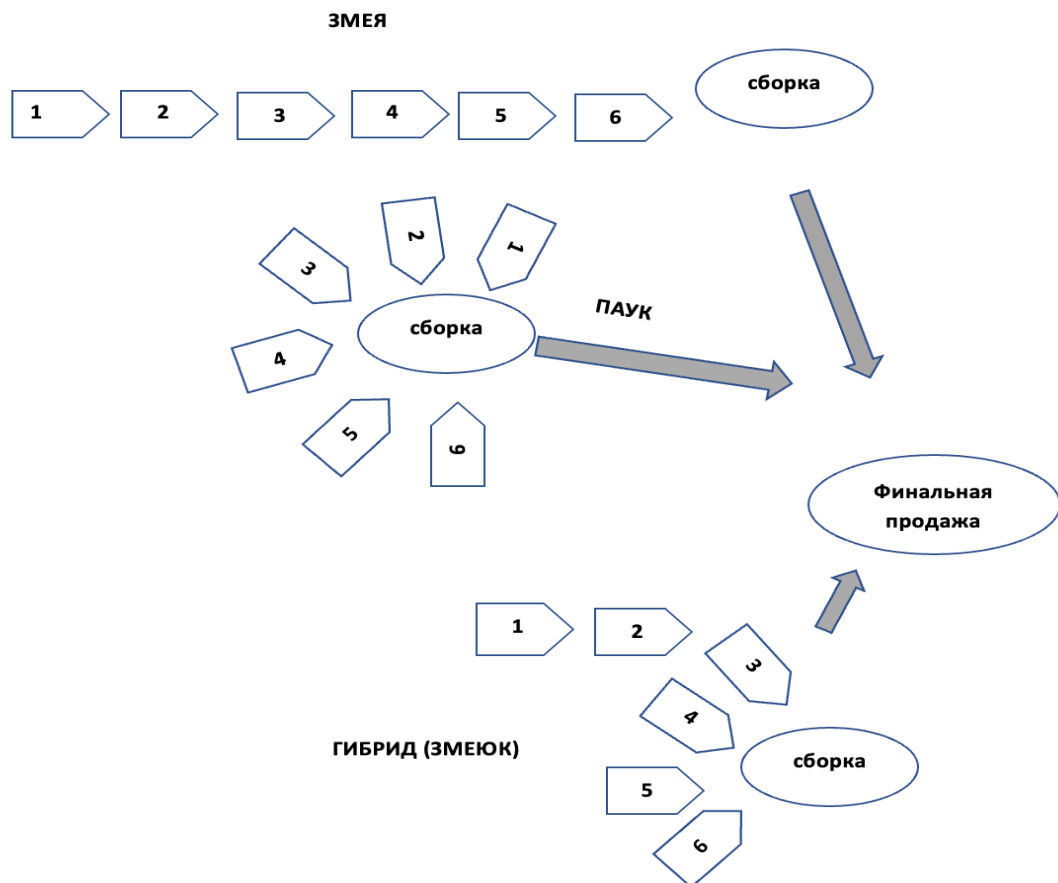 ЗМЕЯ
1 2 3 4 5 6 сборка
1
2
3
4
5
6
сборка
ПАУК
Финальная
продажа
1 2 3
4
5
6
ГИБРИД (ЗМЕЮК)
сборка